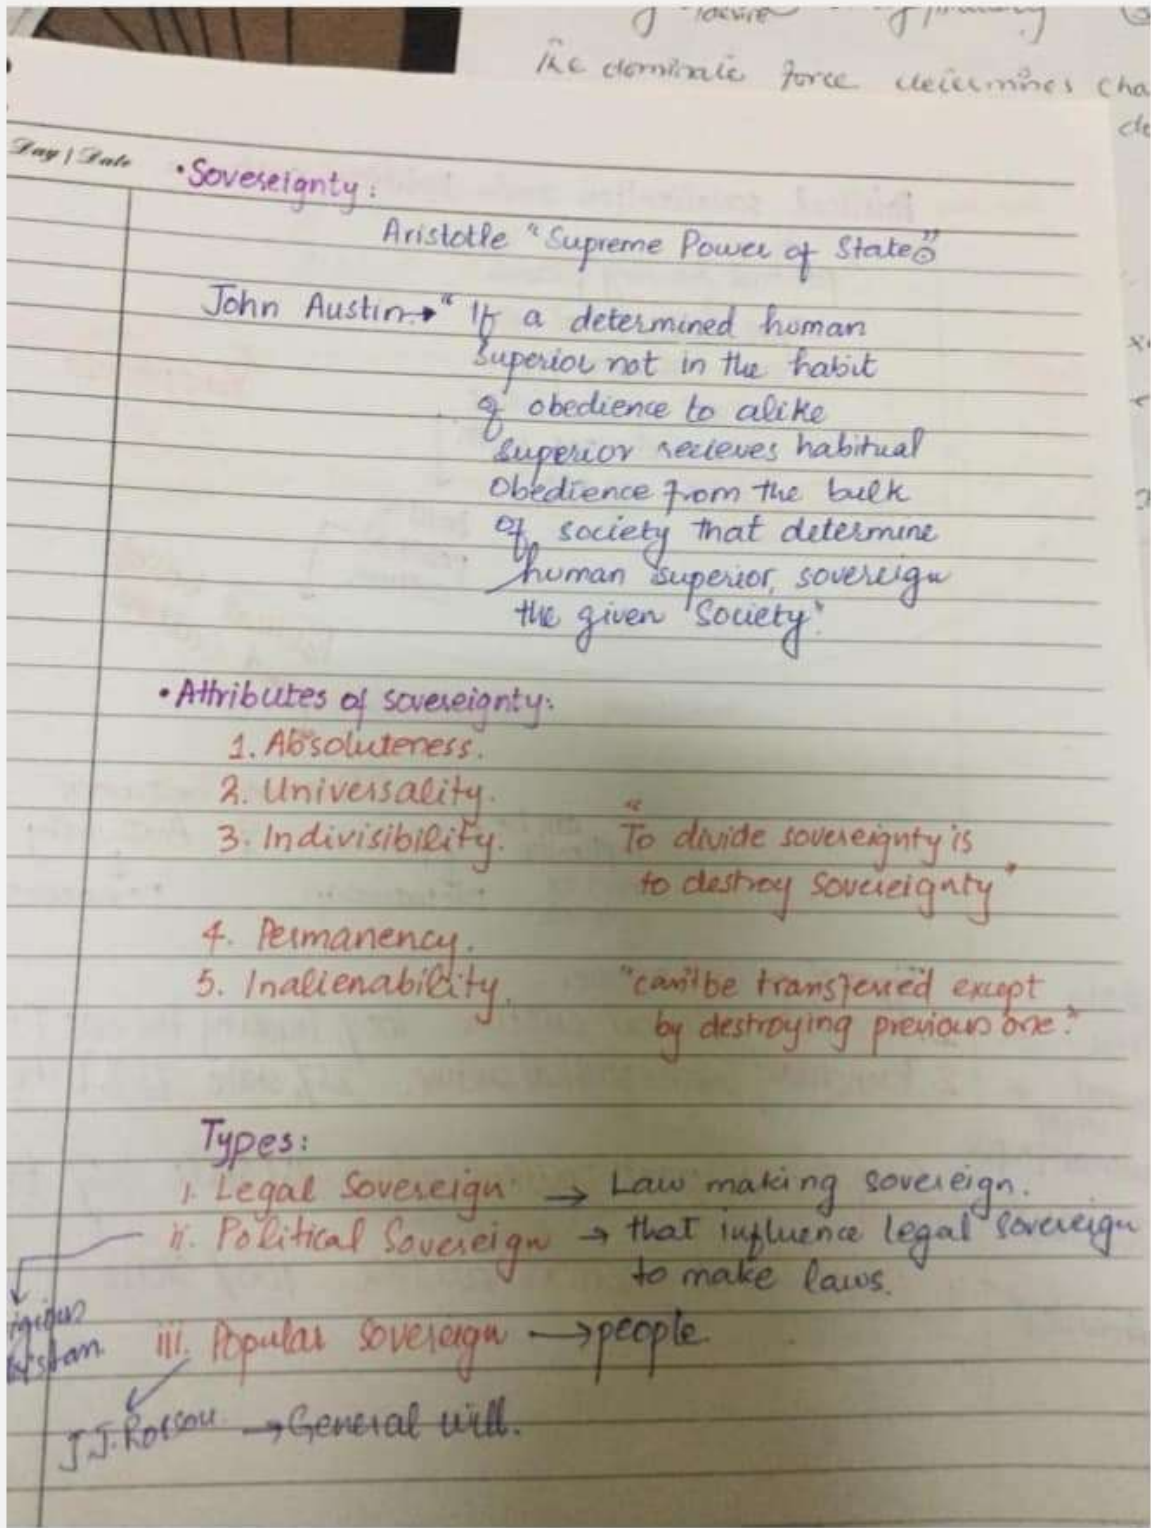 The dominate force determines cha
de
Day / Date
• Sovereignty:
Aristotle "Supreme Power of State"
John Austin → "If a determined human
superior not in the habit
of obedience to alike
superior recieves habitual
obedience from the bulk
of society that determine
human superior, sovereign
the given Society"
• Attributes of sovereignty:
1. Absoluteness.
2. Universality.
3. Indivisibility. "To divide sovereignty is
to destroy sovereignty"
4. Permanency.
5. Inalienability. "can't be transferred except
by destroying previous one."
Types:
i. Legal Sovereign → Law making sovereign.
ii. Political Sovereign → that influence legal sovereign
to make laws.
iii. Popular Sovereign → people
J.J. Rossou → General will.